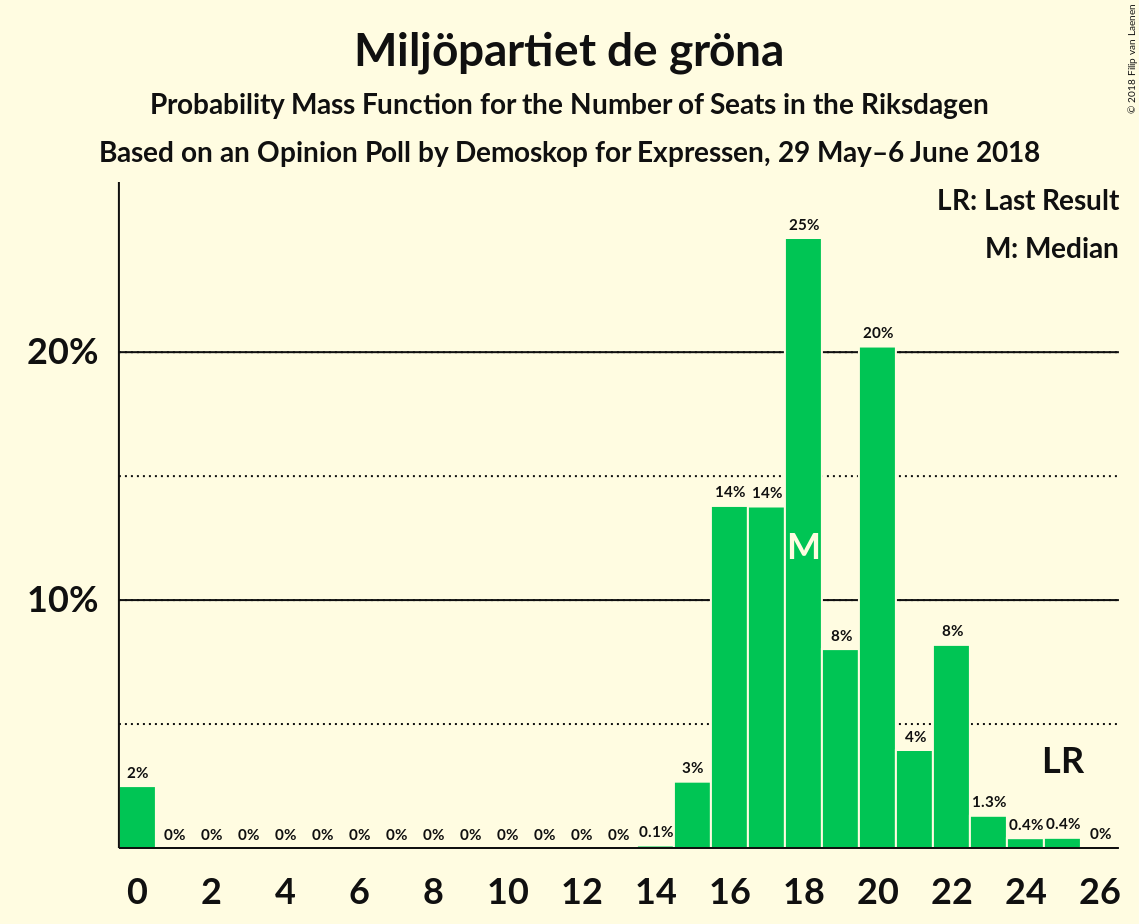 Miljöpartiet de gröna
Probability Mass Function for the Number of Seats in the Riksdagen
Based on an Opinion Poll by Demoskop for Expressen, 29 May–6 June 2018
© 2018 Filip van Laenen
LR: Last Result
M: Median
25%
20%
20%
14% 14%
M
10%
8%
8%
4%
LR
2%
3%
1.3%
0% 0% 0% 0% 0% 0% 0% 0% 0% 0% 0% 0% 0% 0.1%
0.4% 0.4% 0%
0 2 4 6 8 10 12 14 16 18 20 22 24 26